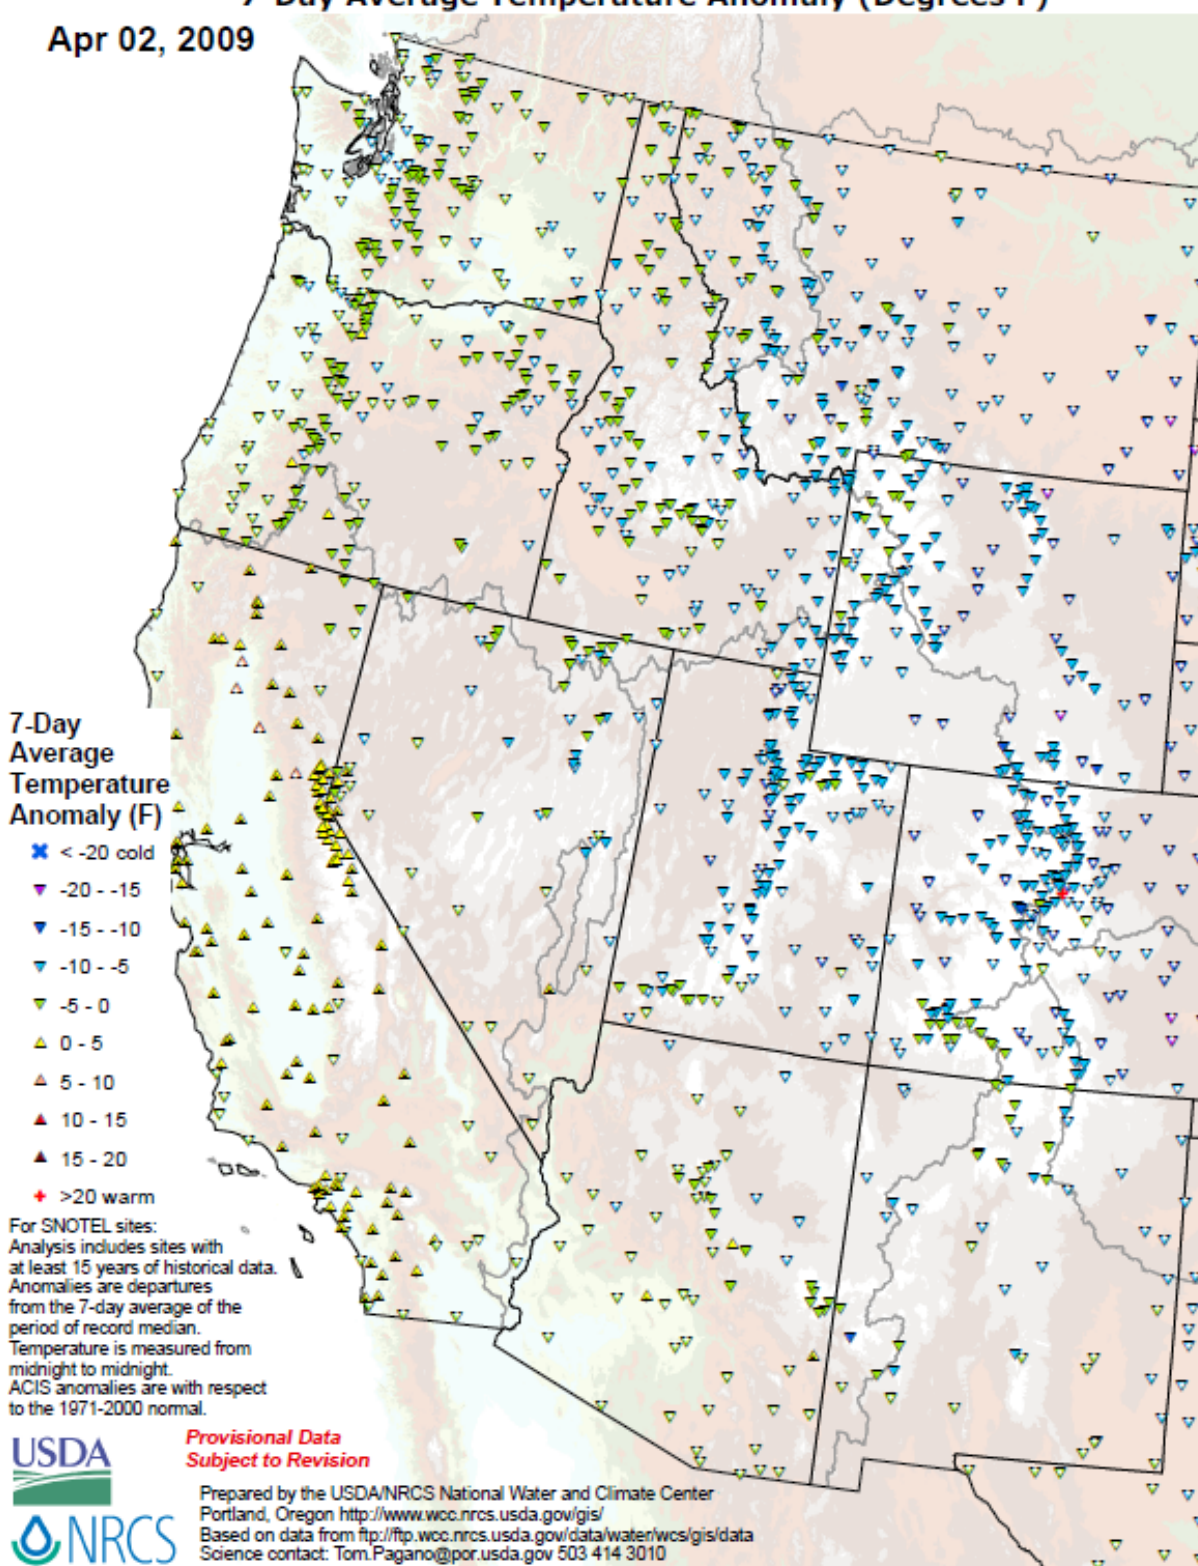 7-Day Average Temperature Anomaly (Degrees F)
Apr 02, 2009
7-Day
Average
Temperature
Anomaly (F)
< -20 cold
-20 - -15
-15 - -10
-10 - -5
-5 - 0
0 - 5
5 - 10
10 - 15
15 - 20
>20 warm
For SNOTEL sites:
Analysis includes sites with
at least 15 years of historical data.
Anomalies are departures
from the 7-day average of the
period of record median.
Temperature is measured from
midnight to midnight.
ACIS anomalies are with respect
to the 1971-2000 normal.
USDA
NRCS
Provisional Data
Subject to Revision
Prepared by the USDA/NRCS National Water and Climate Center
Portland, Oregon http://www.wcc.nrcs.usda.gov/gis/
Based on data from ftp://ftp.wcc.nrcs.usda.gov/data/water/wcs/gis/data
Science contact: Tom.Pagano@por.usda.gov 503 414 3010